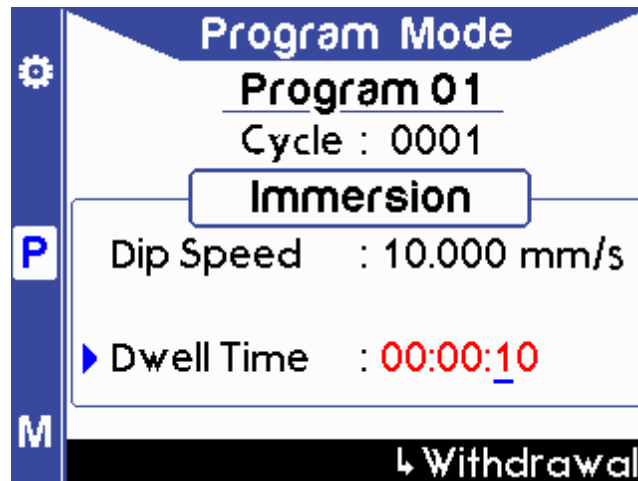 Program Mode
Program 01
Cycle : 0001
Immersion
P
Dip Speed : 10.000 mm/s
Dwell Time : 00:00:10
M
↳ Withdrawal